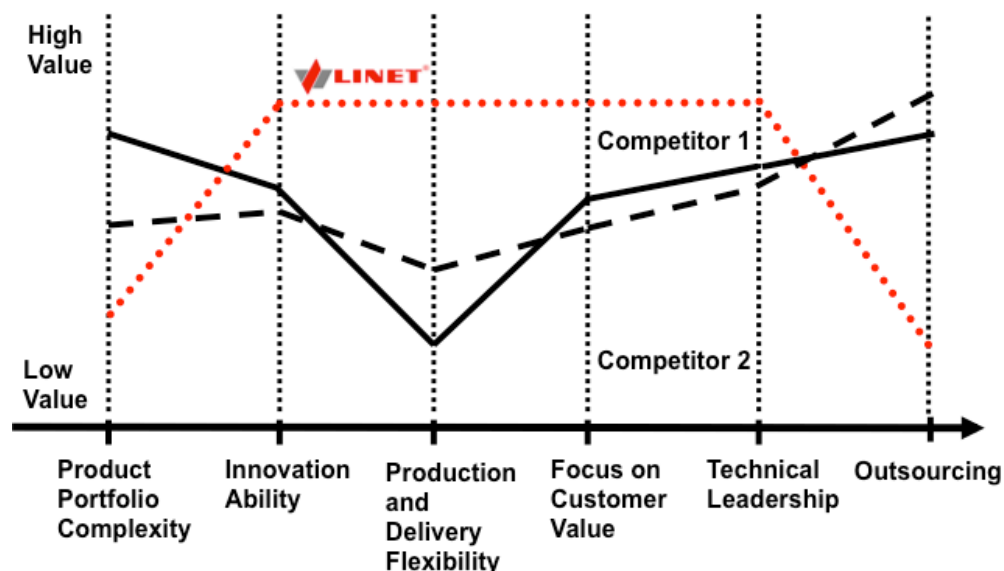 High
Value
LINET®
Competitor 1
Competitor 2
Low
Value
Product
Portfolio
Complexity
Innovation
Ability
Production
and
Delivery
Flexibility
Focus on
Customer
Value
Technical
Leadership
Outsourcing